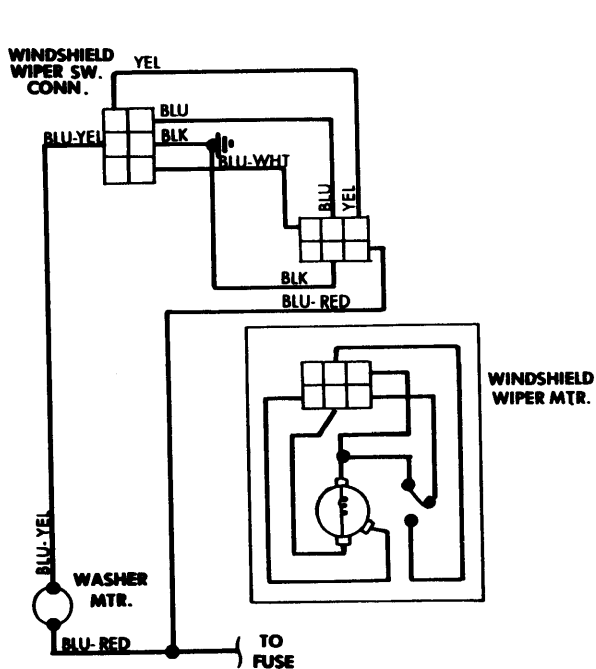 WINDSHIELD
WIPER SW.
CONN.
YEL
BLU
BLU-YEL
BLK
BLU-WHT
BLU
YEL
BLK
BLU-RED
WINDSHIELD
WIPER MTR.
BLU-YEL
WASHER
MTR.
BLU-RED
TO
FUSE